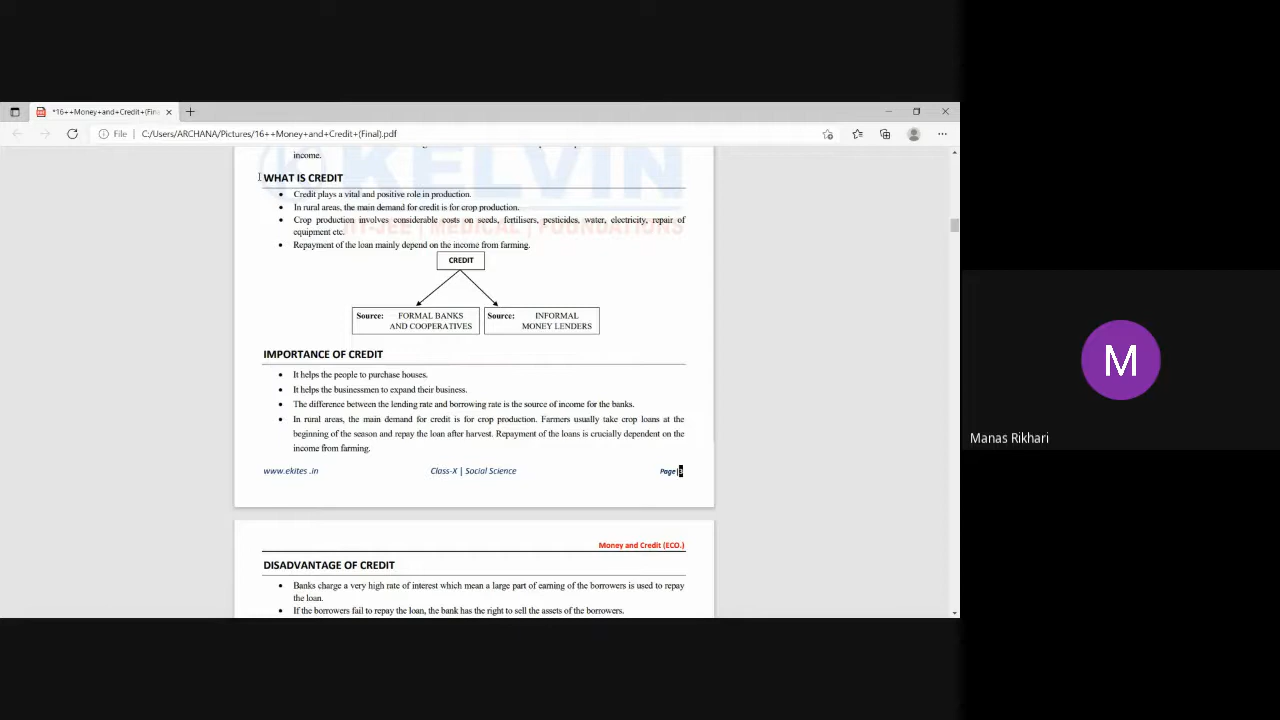 *16++Money+and+Credit+(Fin
File C:/Users/ARCHANA/Pictures/16++Money+and+Credit+(Final).pdf
income.
KELVIN
WHAT IS CREDIT
• Credit plays a vital and positive role in production.
• In rural areas, the main demand for credit is for crop production.
• Crop production involves considerable costs on seeds, fertilisers, pesticides, water, electricity, repair of
equipment etc.
IIT-JEE | MEDICAL | FOUNDATIONS
• Repayment of the loan mainly depend on the income from farming.
CREDIT
Source: FORMAL BANKS
AND COOPERATIVES
Source: INFORMAL
MONEY LENDERS
IMPORTANCE OF CREDIT
• It helps the people to purchase houses.
• It helps the businessmen to expand their business.
• The difference between the lending rate and borrowing rate is the source of income for the banks.
• In rural areas, the main demand for credit is for crop production. Farmers usually take crop loans at the
beginning of the season and repay the loan after harvest. Repayment of the loans is crucially dependent on the
income from farming.
www.ekites .in Class-X | Social Science Page|3
Money and Credit (ECO.)
DISADVANTAGE OF CREDIT
• Banks charge a very high rate of interest which mean a large part of earning of the borrowers is used to repay
the loan.
• If the borrowers fail to repay the loan, the bank has the right to sell the assets of the borrowers.
M
Manas Rikhari